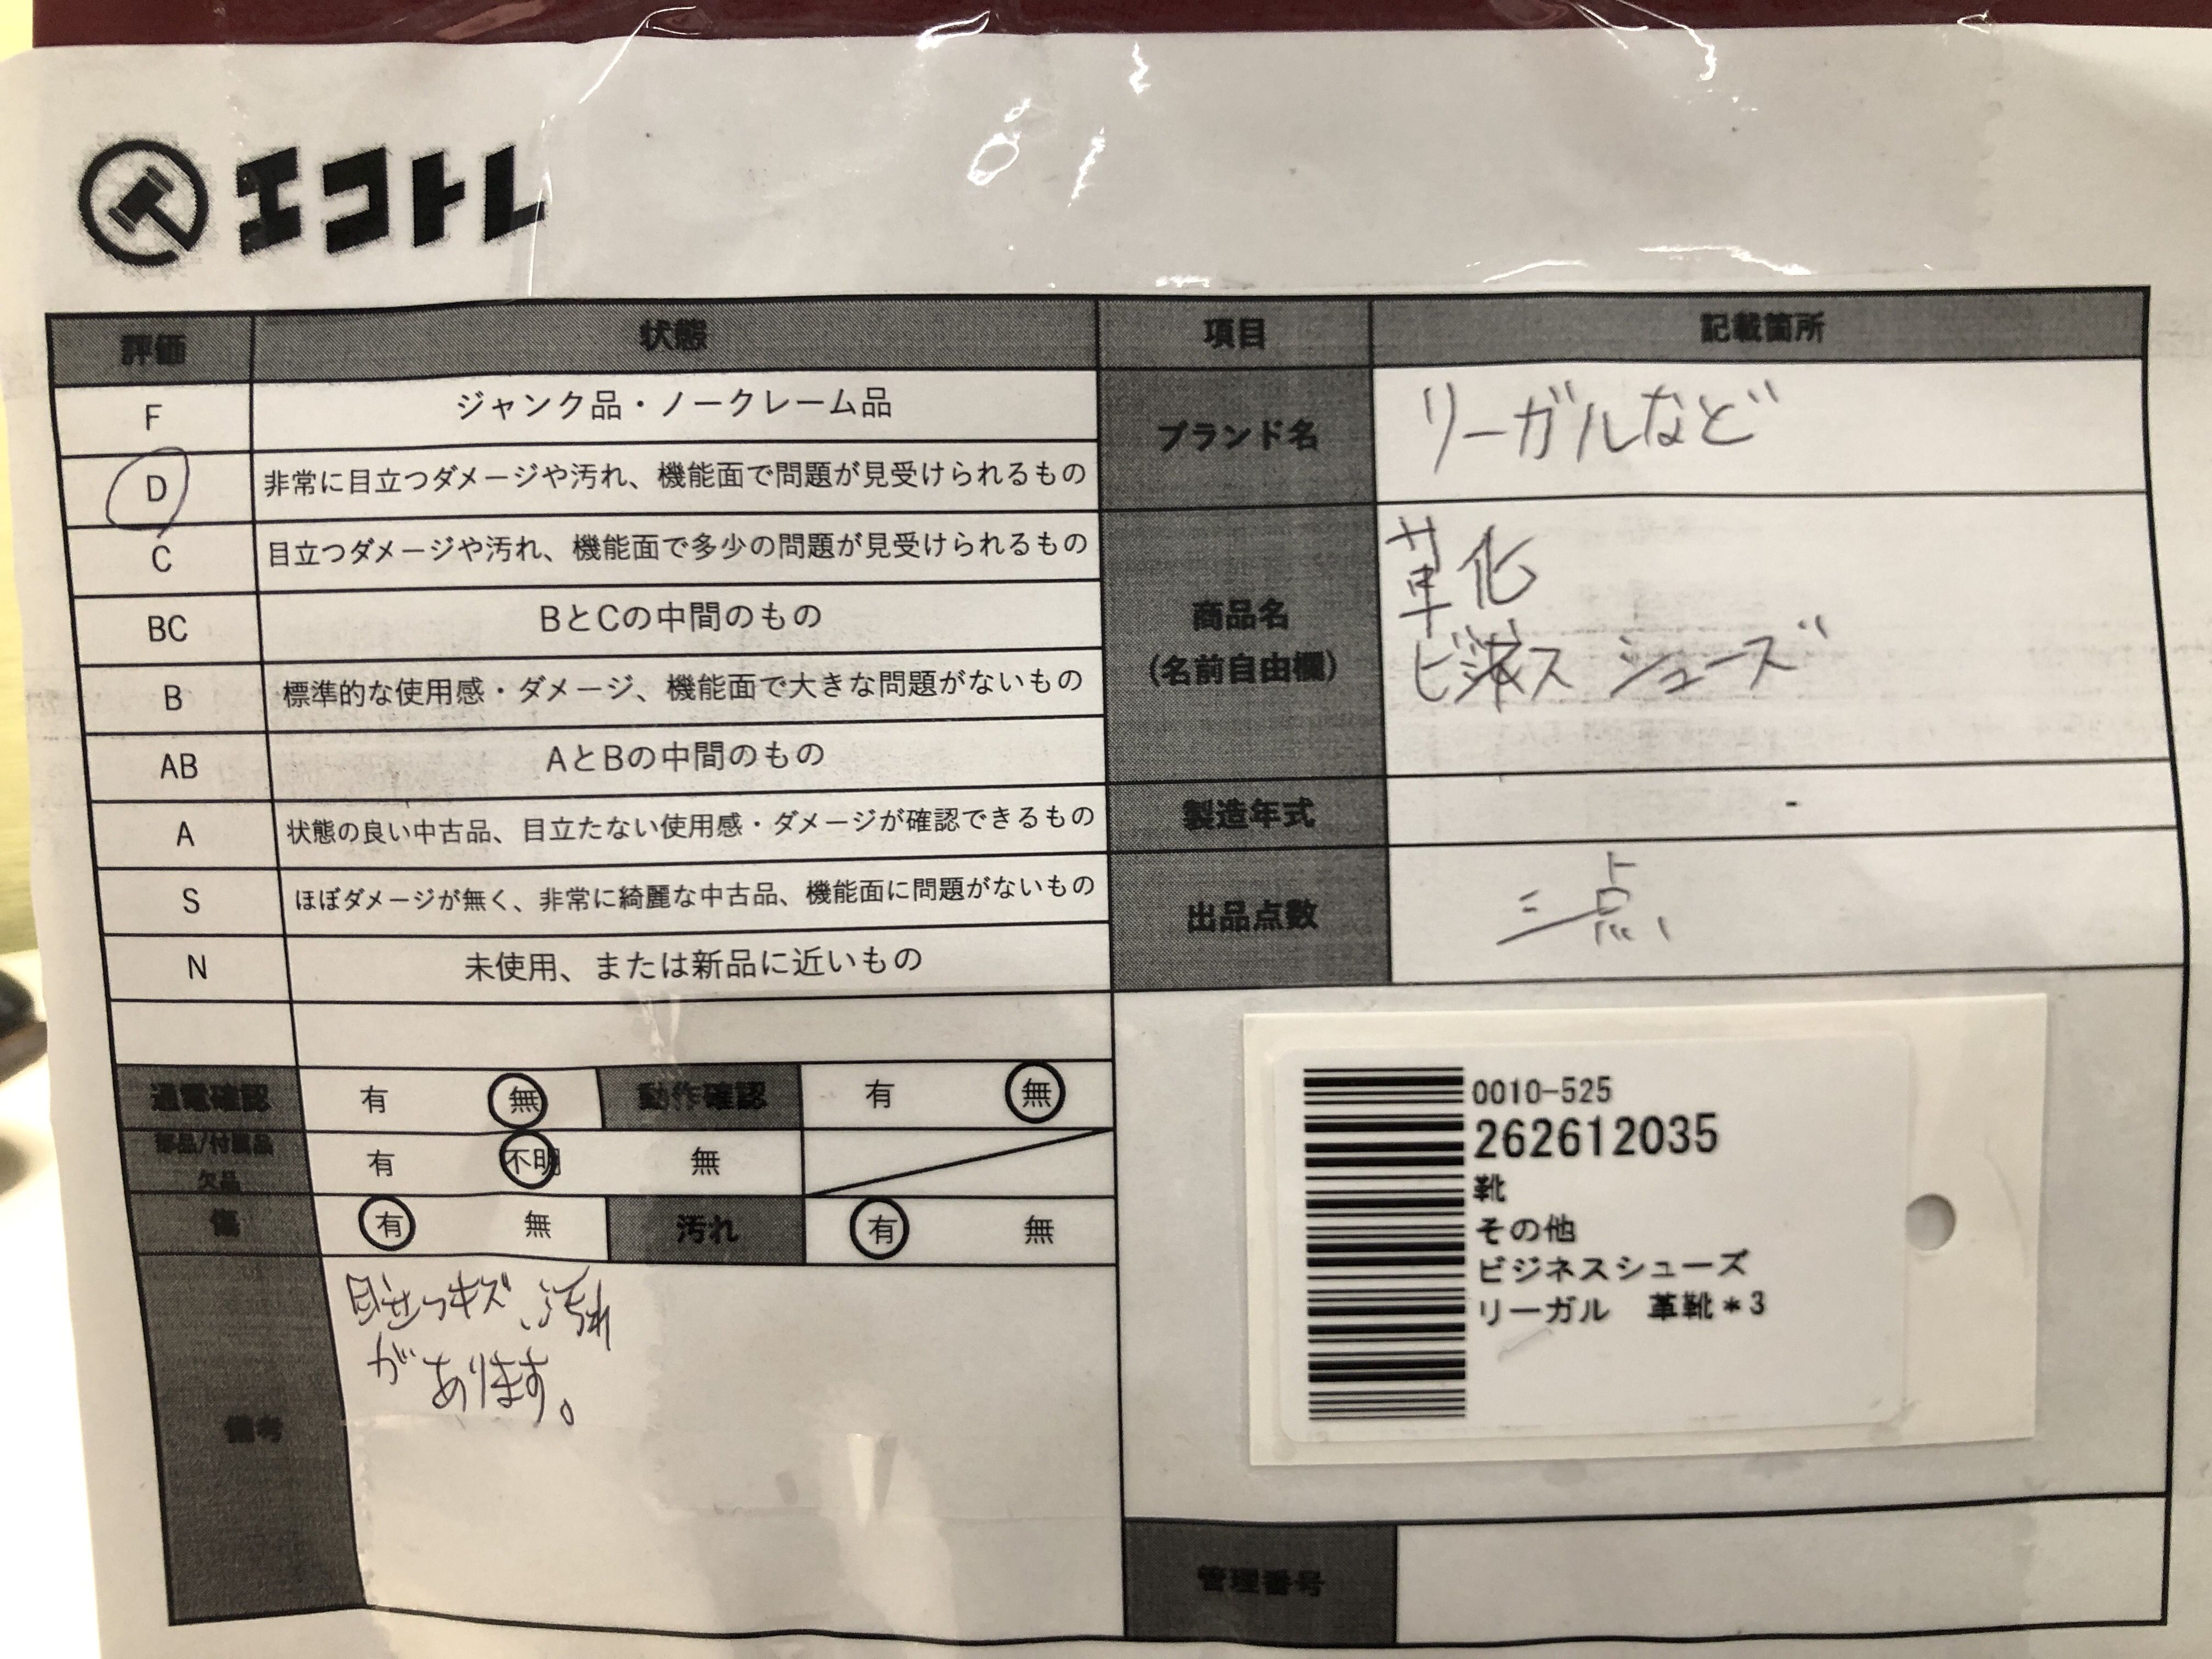 エコトレ
評価 状態 項目 記載箇所
F ジャンク品・ノークレーム品
D 非常に目立つダメージや汚れ、機能面で問題が見受けられるもの
C 目立つダメージや汚れ、機能面で多少の問題が見受けられるもの
BC BとCの中間のもの
B 標準的な使用感・ダメージ、機能面で大きな問題がないもの
AB AとBの中間のもの
A 状態の良い中古品、目立たない使用感・ダメージが確認できるもの
S ほぼダメージが無く、非常に綺麗な中古品、機能面に問題がないもの
N 未使用、または新品に近いもの
ブランド名 リーガルなど
商品名
(名前自由欄)
革化
ビジネスシューズ
製造年式 -
出品点数 三点
通電確認 有 無 動作確認 有 無
部品/付属品
欠品
有 不明 無
傷 有 無 汚れ 有 無
備考
目立つキズ、汚れ
があります。
0010-525
262612035
靴
その他
ビジネスシューズ
リーガル 革靴*3
管理番号